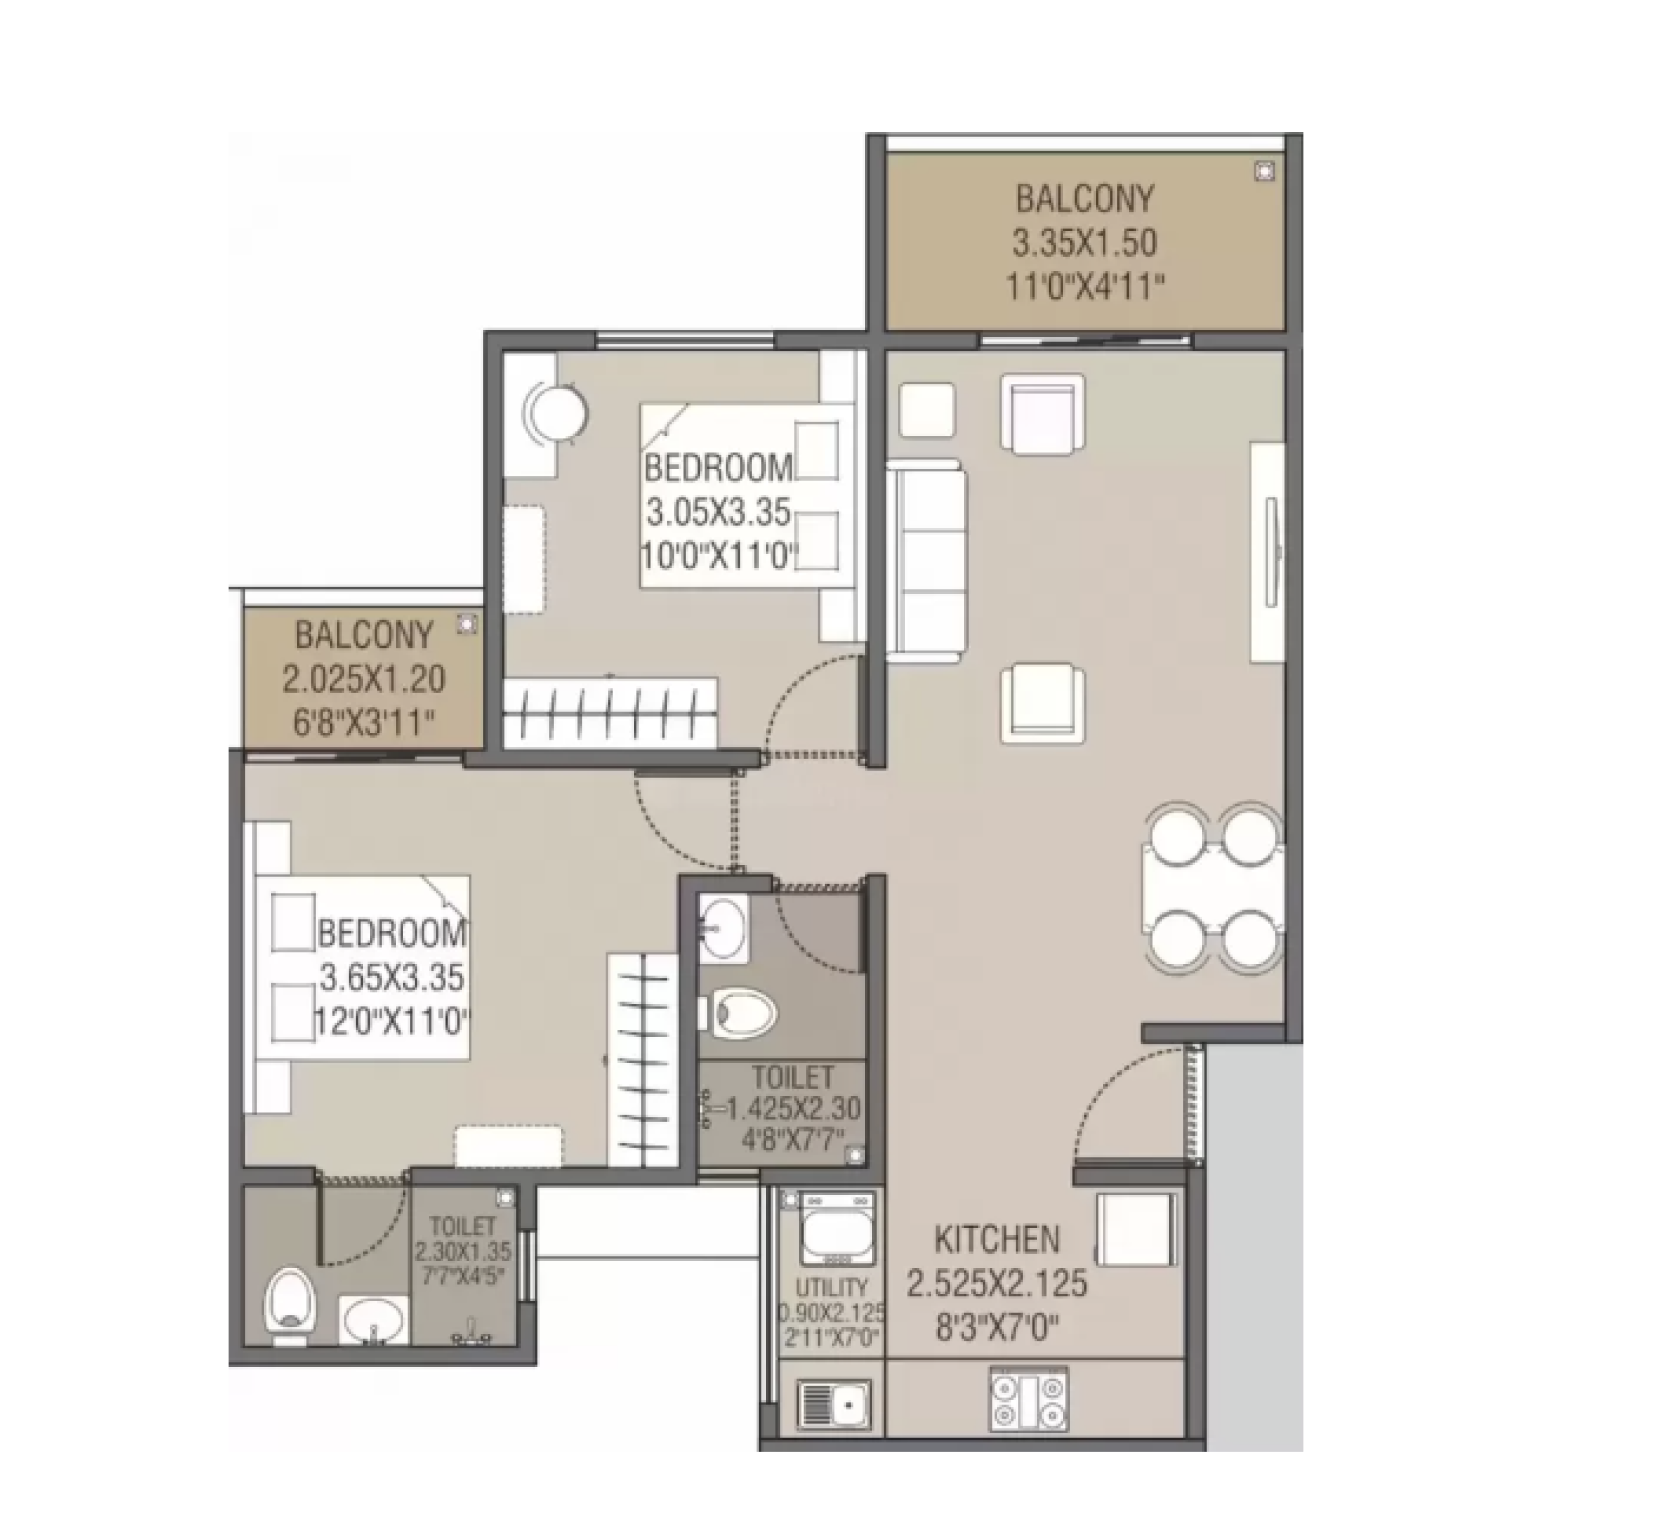 BALCONY
3.35X1.50
11'0"X4'11"
BEDROOM
3.05X3.35
10'0"X11'0"
BALCONY
2.025X1.20
6'8"X3'11"
BEDROOM
3.65X3.35
12'0"X11'0"
TOILET
1.425X2.30
4'8"X7'7"
TOILET
2.30X1.35
7'7"X4'5"
UTILITY
0.90X2.125
2'11"X7'0"
KITCHEN
2.525X2.125
8'3"X7'0"